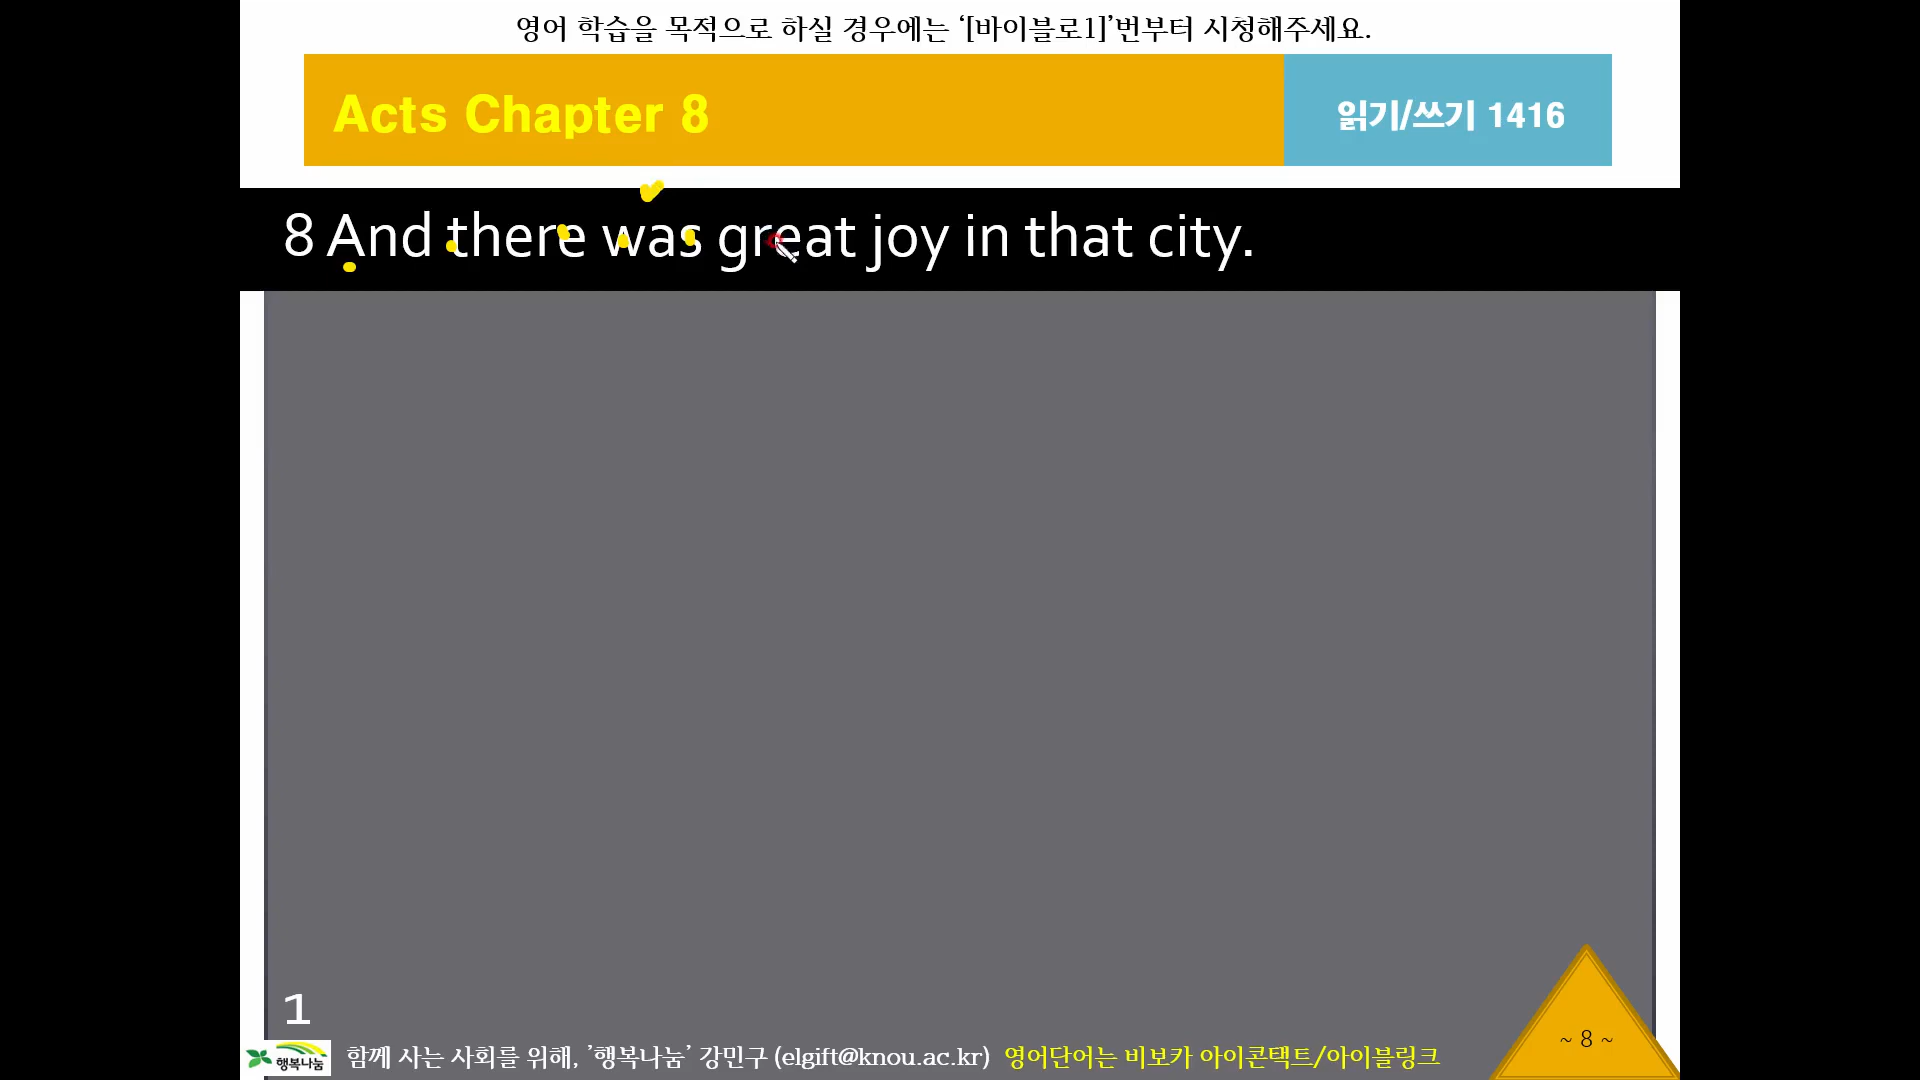 영어 학습을 목적으로 하실 경우에는 ‘[바이블로1]’번부터 시청해주세요.
Acts Chapter 8
읽기/쓰기 1416
8 And there was great joy in that city.
1
~ 8 ~
행복나눔
함께 사는 사회를 위해, ’행복나눔’ 강민구 (elgift@knou.ac.kr) 영어단어는 비보카 아이콘택트/아이블링크